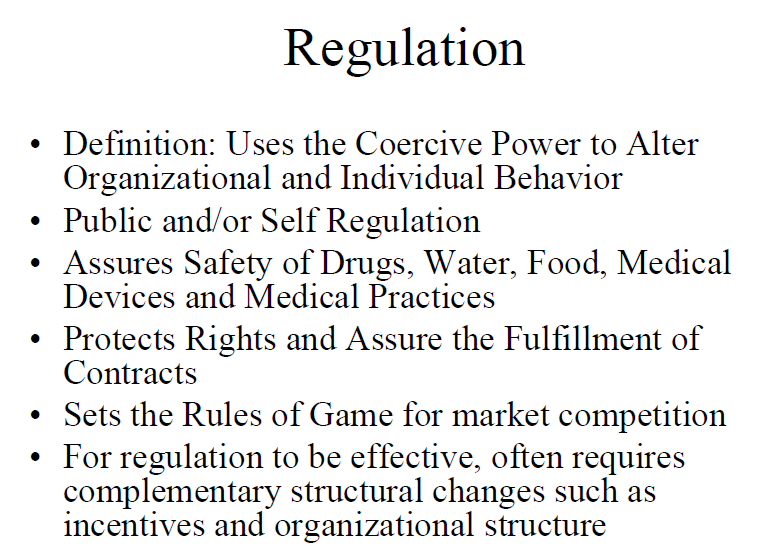 Regulation
• Definition: Uses the Coercive Power to Alter
Organizational and Individual Behavior
• Public and/or Self Regulation
• Assures Safety of Drugs, Water, Food, Medical
Devices and Medical Practices
• Protects Rights and Assure the Fulfillment of
Contracts
• Sets the Rules of Game for market competition
• For regulation to be effective, often requires
complementary structural changes such as
incentives and organizational structure